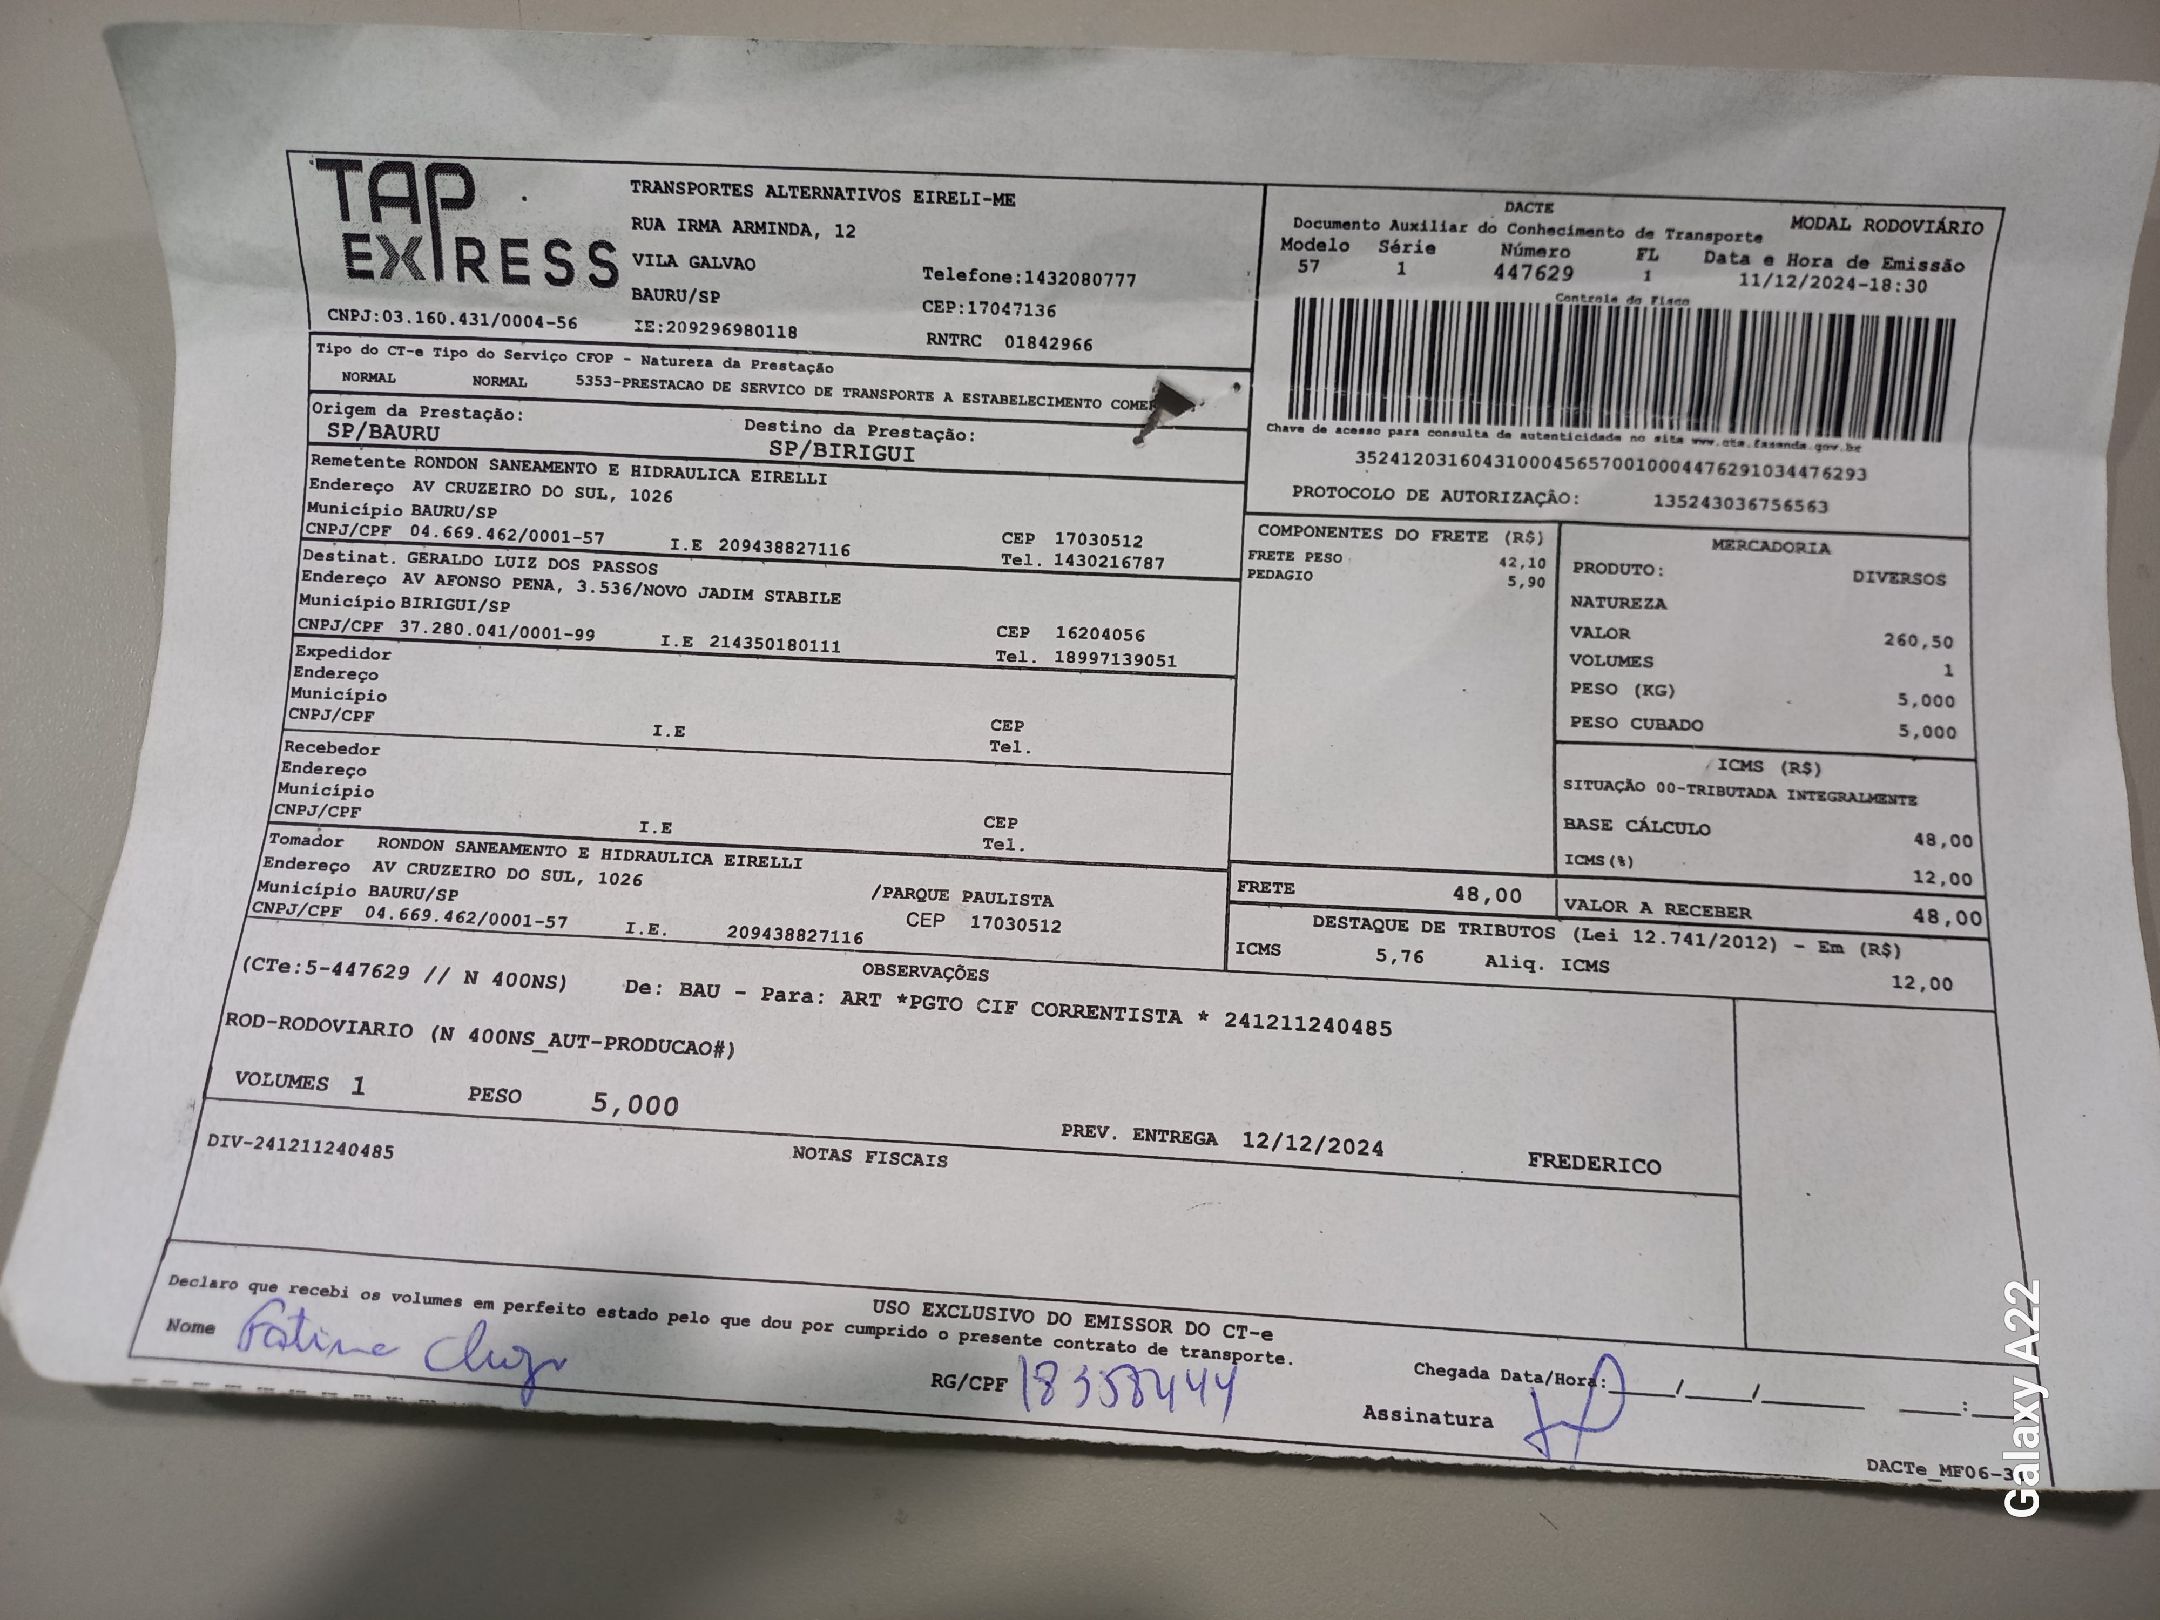 TAP EXPRESS
TRANSPORTES ALTERNATIVOS EIRELI-ME
RUA IRMA ARMINDA, 12
VILA GALVAO
Telefone:1432080777
BAURU/SP
CEP:17047136
CNPJ:03.160.431/0004-56
IE:209296980118
RNTRC 01842966
DACTE
MODAL RODOVIÁRIO
Documento Auxiliar do Conhecimento de Transporte
Modelo Série Número FL Data e Hora de Emissão
57 1 447629 1 11/12/2024-18:30
Controle do Fisco
Chave de acesso para consulta de autenticidade no site www.cte.fazenda.gov.br
35241203160431000456570010004476291034476293
PROTOCOLO DE AUTORIZAÇÃO: 135243036756563
Tipo do CT-e Tipo do Serviço CFOP - Natureza da Prestação
NORMAL NORMAL 5353-PRESTACAO DE SERVICO DE TRANSPORTE A ESTABELECIMENTO
Origem da Prestação: Destino da Prestação:
SP/BAURU SP/BIRIGUI
Remetente RONDON SANEAMENTO E HIDRAULICA EIRELLI
Endereço AV CRUZEIRO DO SUL, 1026
Município BAURU/SP CEP 17030512
CNPJ/CPF 04.669.462/0001-57 I.E 209438827116 Tel. 1430216787
Destinat. GERALDO LUIZ DOS PASSOS
Endereço AV AFONSO PENA, 3.536/NOVO JADIM STABILE
Município BIRIGUI/SP CEP 16204056
CNPJ/CPF 37.280.041/0001-99 I.E 214350180111 Tel. 18997139051
Expedidor
Endereço
Município CEP
CNPJ/CPF I.E Tel.
Recebedor
Endereço
Município CEP
CNPJ/CPF I.E Tel.
Tomador RONDON SANEAMENTO E HIDRAULICA EIRELLI
Endereço AV CRUZEIRO DO SUL, 1026 /PARQUE PAULISTA
Município BAURU/SP CEP 17030512
CNPJ/CPF 04.669.462/0001-57 I.E. 209438827116
COMPONENTES DO FRETE (R$)
FRETE PESO 42,10
PEDAGIO 5,90
MERCADORIA
PRODUTO: DIVERSOS
NATUREZA
VALOR 260,50
VOLUMES 1
PESO (KG) 5,000
PESO CUBADO 5,000
ICMS (R$)
SITUAÇÃO 00-TRIBUTADA INTEGRALMENTE
BASE CÁLCULO 48,00
ICMS(%) 12,00
FRETE 48,00
VALOR A RECEBER 48,00
DESTAQUE DE TRIBUTOS (Lei 12.741/2012) - Em (R$)
ICMS 5,76 Aliq. ICMS 12,00
OBSERVAÇÕES
(CTe:5-447629 // N 400NS) De: BAU - Para: ART *PGTO CIF CORRENTISTA * 241211240485
ROD-RODOVIARIO (N 400NS_AUT-PRODUCAO#)
VOLUMES 1 PESO 5,000
PREV. ENTREGA 12/12/2024 FREDERICO
DIV-241211240485 NOTAS FISCAIS
USO EXCLUSIVO DO EMISSOR DO CT-e
Declaro que recebi os volumes em perfeito estado pelo que dou por cumprido o presente contrato de transporte.
Nome RG/CPF 18358444
Chegada Data/Hora:____/____/______ ____:____
Assinatura
DACTe_MF06-3
Galaxy A22